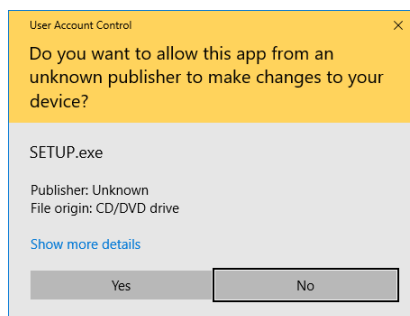 User Account Control
Do you want to allow this app from an
unknown publisher to make changes to your
device?
SETUP.exe
Publisher: Unknown
File origin: CD/DVD drive
Show more details
Yes
No